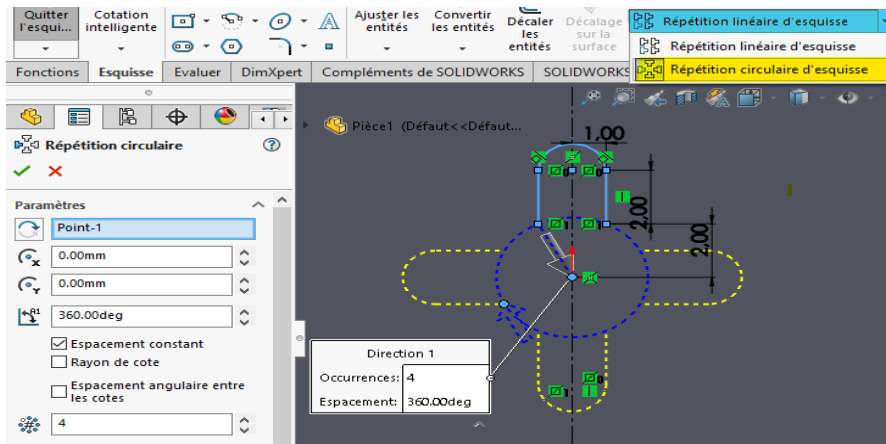 Quitter l'esqui...
Cotation intelligente
Ajuster les entités
Convertir les entités
Décaler les entités
Décalage sur la surface
Répétition linéaire d'esquisse
Répétition linéaire d'esquisse
Répétition circulaire d'esquisse
Fonctions Esquisse Evaluer DimXpert Compléments de SOLIDWORKS SOLIDWORKS
Pièce1 (Défaut<<Défaut...
Répétition circulaire
Paramètres
Point-1
0.00mm
0.00mm
360.00deg
Espacement constant
Rayon de cote
Espacement angulaire entre
les cotes
4
1,00
2,00
2,00
Direction 1
Occurrences: 4
Espacement: 360.00deg